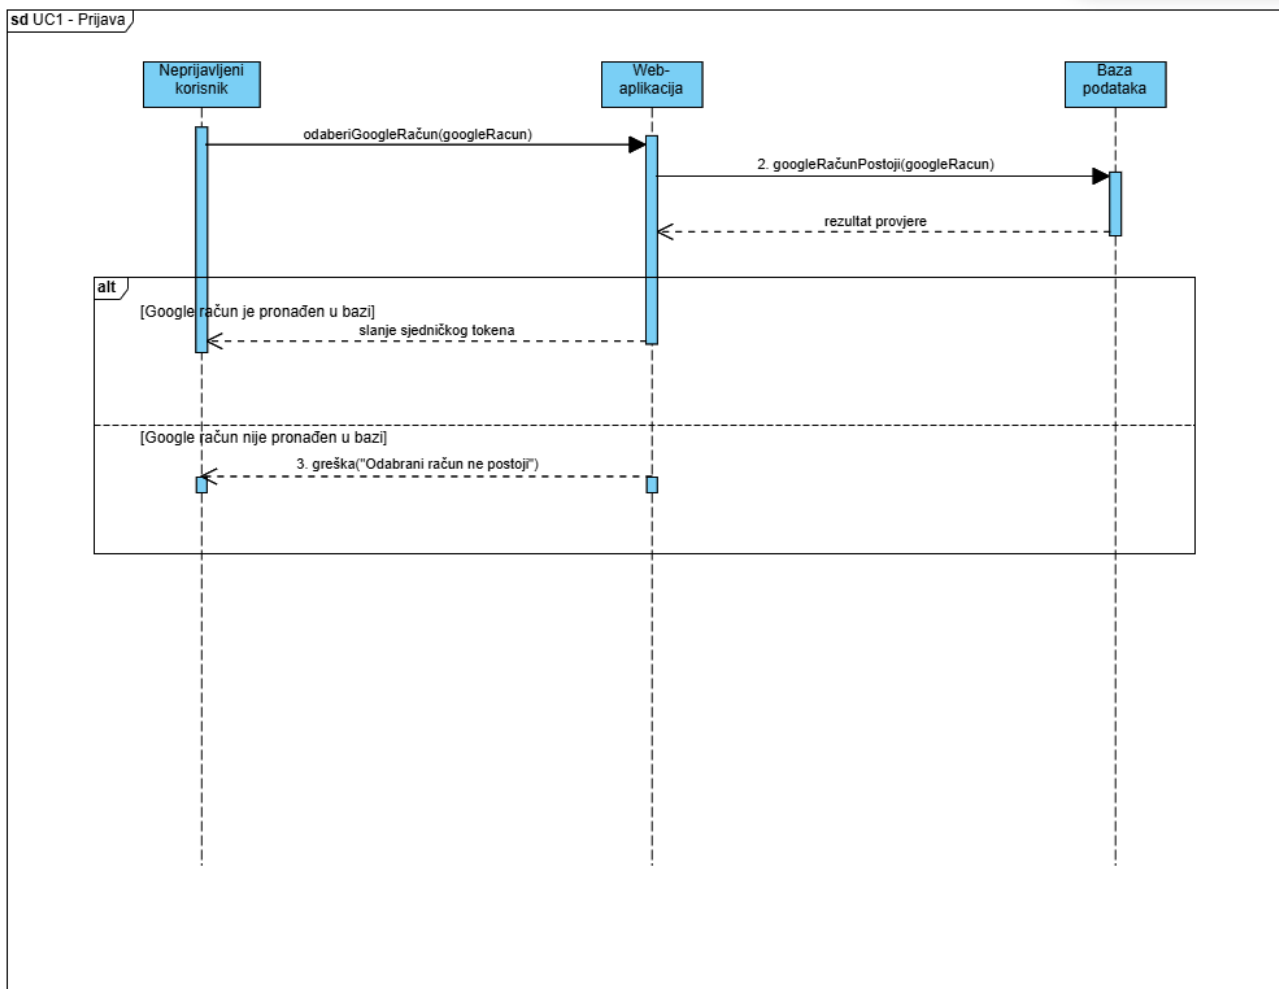 sd UC1 - Prijava
Neprijavljeni
korisnik
Web-
aplikacija
Baza
podataka
odaberiGoogleRačun(googleRacun)
2. googleRačunPostoji(googleRacun)
rezultat provjere
alt
[Google račun je pronađen u bazi]
slanje sjedničkog tokena
[Google račun nije pronađen u bazi]
3. greška("Odabrani račun ne postoji")